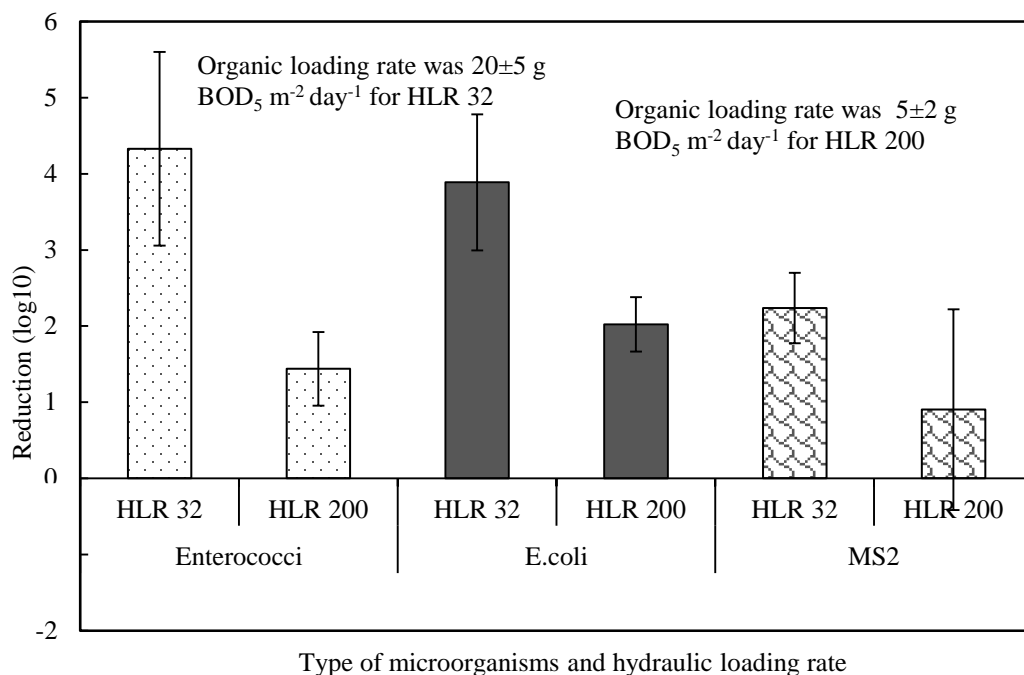 6
5
4
3
2
1
0
-2
Reduction (log10)
Organic loading rate was 20±5 g
BOD₅ m⁻² day⁻¹ for HLR 32
Organic loading rate was  5±2 g
BOD₅ m⁻² day⁻¹ for HLR 200
HLR 32 HLR 200 HLR 32 HLR 200 HLR 32 HLR 200
Enterococci E.coli MS2
Type of microorganisms and hydraulic loading rate